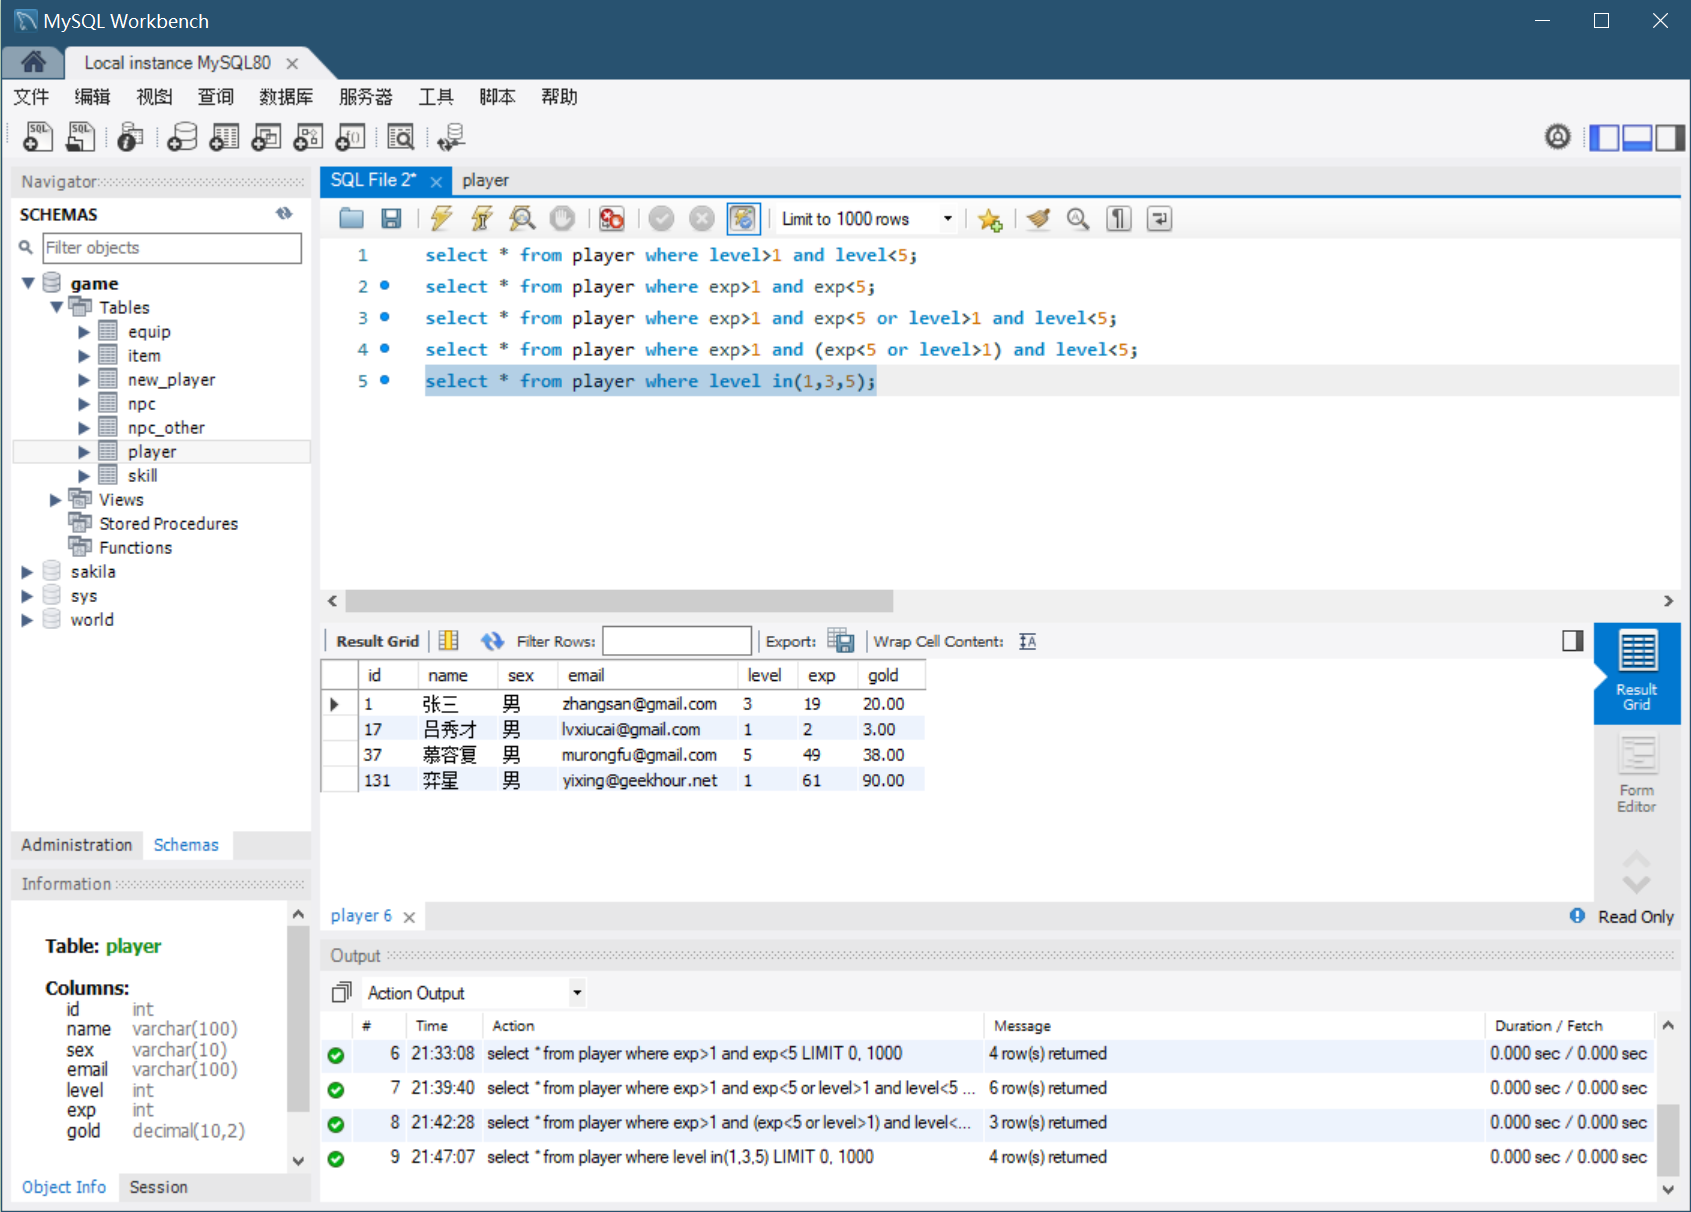 MySQL Workbench
Local instance MySQL80
文件 编辑 视图 查询 数据库 服务器 工具 脚本 帮助
Navigator
SCHEMAS
Filter objects
game
Tables
equip
item
new_player
npc
npc_other
player
skill
Views
Stored Procedures
Functions
sakila
sys
world
Administration Schemas
Information
Table: player
Columns:
id int
name varchar(100)
sex varchar(10)
email varchar(100)
level int
exp int
gold decimal(10,2)
Object Info Session
SQL File 2* player
Limit to 1000 rows
1 select * from player where level>1 and level<5;
2 select * from player where exp>1 and exp<5;
3 select * from player where exp>1 and exp<5 or level>1 and level<5;
4 select * from player where exp>1 and (exp<5 or level>1) and level<5;
5 select * from player where level in(1,3,5);
Result Grid Filter Rows: Export: Wrap Cell Content:
id name sex email level exp gold
1 张三 男 zhangsan@gmail.com 3 19 20.00
17 吕秀才 男 lvxiucai@gmail.com 1 2 3.00
37 慕容复 男 murongfu@gmail.com 5 49 38.00
131 弈星 男 yixing@geekhour.net 1 61 90.00
Result
Grid
Form
Editor
player 6
Read Only
Output
Action Output
# Time Action Message Duration / Fetch
6 21:33:08 select * from player where exp>1 and exp<5 LIMIT 0, 1000 4 row(s) returned 0.000 sec / 0.000 sec
7 21:39:40 select * from player where exp>1 and exp<5 or level>1 and level<5 ... 6 row(s) returned 0.000 sec / 0.000 sec
8 21:42:28 select * from player where exp>1 and (exp<5 or level>1) and level<... 3 row(s) returned 0.000 sec / 0.000 sec
9 21:47:07 select * from player where level in(1,3,5) LIMIT 0, 1000 4 row(s) returned 0.000 sec / 0.000 sec